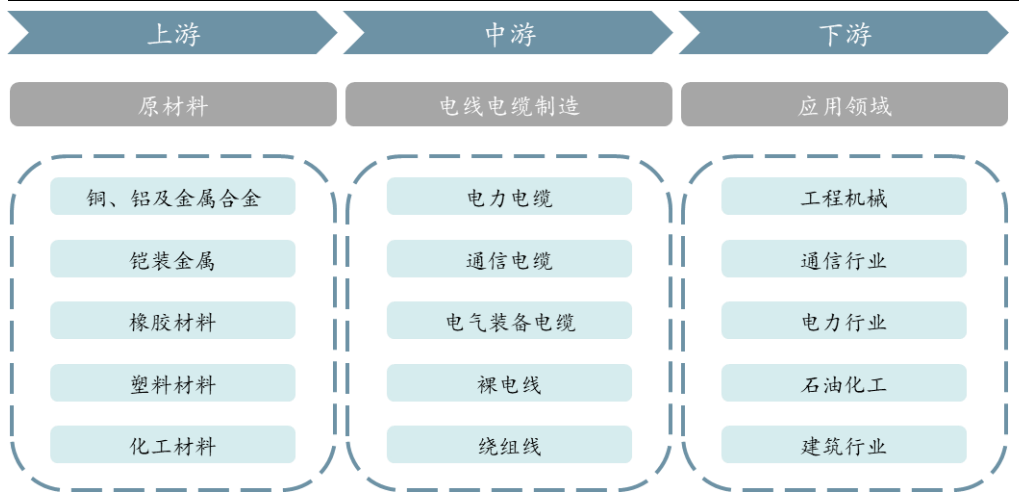 上游
中游
下游
原材料
电线电缆制造
应用领域
铜、铝及金属合金
铠装金属
橡胶材料
塑料材料
化工材料
电力电缆
通信电缆
电气装备电缆
裸电线
绕组线
工程机械
通信行业
电力行业
石油化工
建筑行业